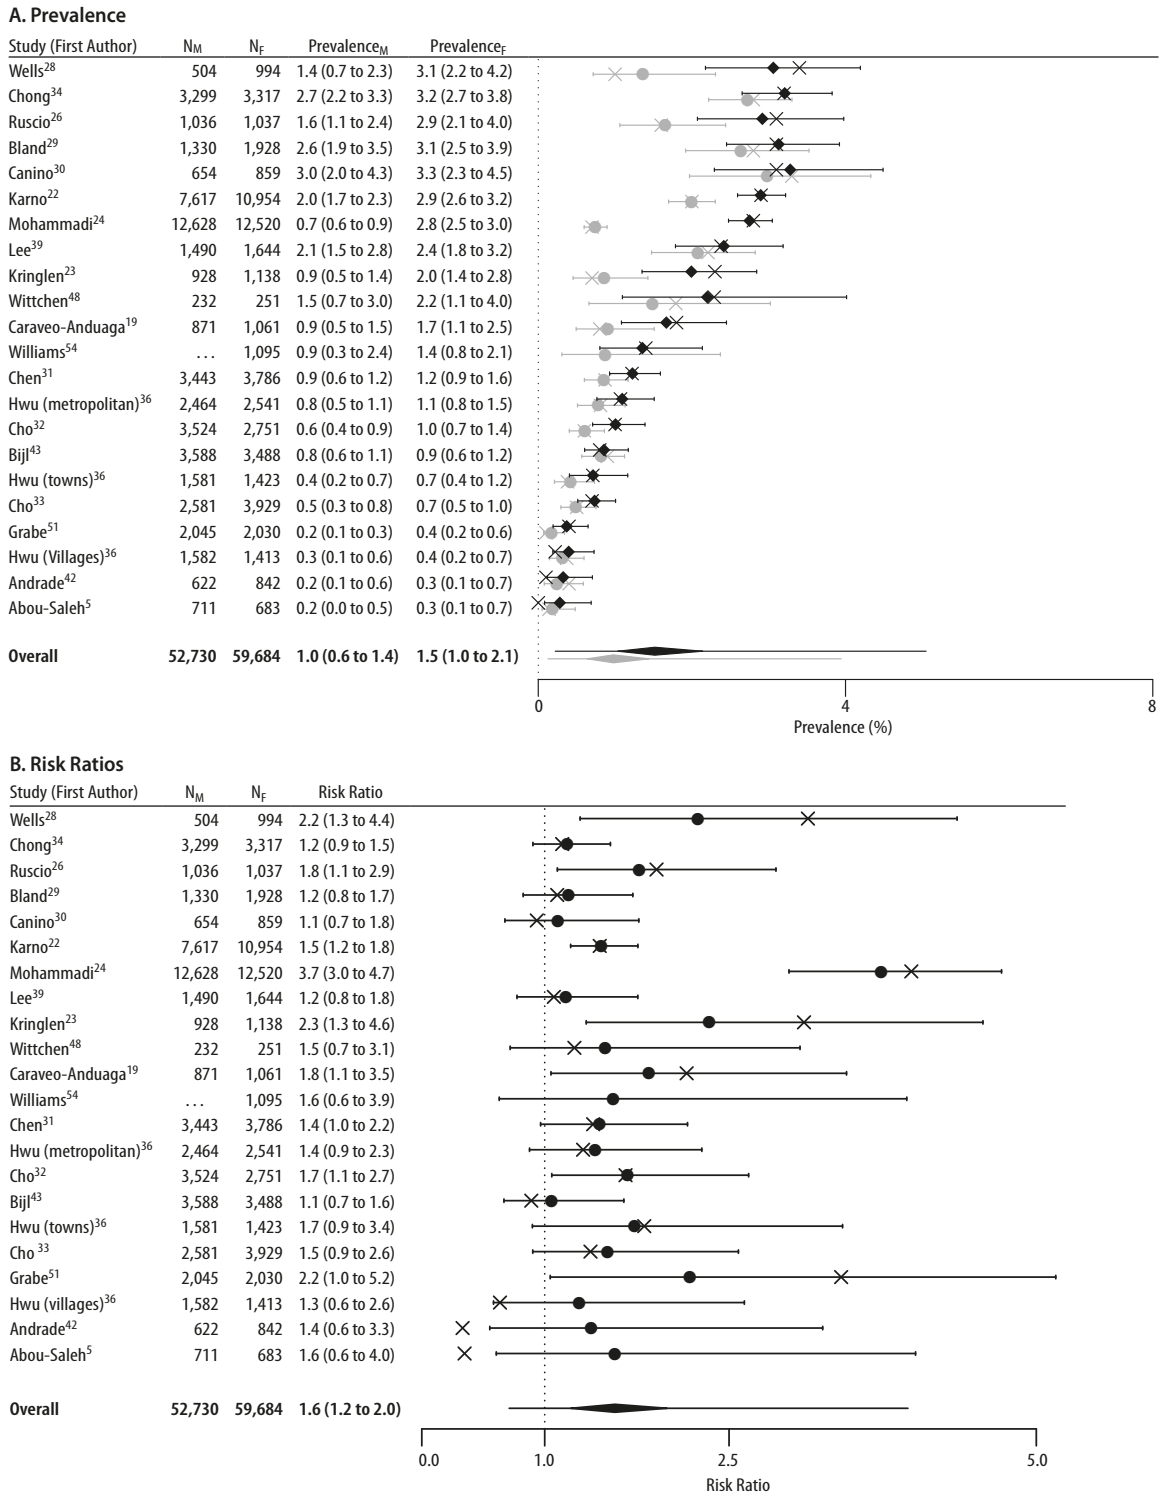 A. Prevalence
Study (First Author) NM NF PrevalenceM PrevalenceF
Wells28 504 994 1.4 (0.7 to 2.3) 3.1 (2.2 to 4.2)
Chong34 3,299 3,317 2.7 (2.2 to 3.3) 3.2 (2.7 to 3.8)
Ruscio26 1,036 1,037 1.6 (1.1 to 2.4) 2.9 (2.1 to 4.0)
Bland29 1,330 1,928 2.6 (1.9 to 3.5) 3.1 (2.5 to 3.9)
Canino30 654 859 3.0 (2.0 to 4.3) 3.3 (2.3 to 4.5)
Karno22 7,617 10,954 2.0 (1.7 to 2.3) 2.9 (2.6 to 3.2)
Mohammadi24 12,628 12,520 0.7 (0.6 to 0.9) 2.8 (2.5 to 3.0)
Lee39 1,490 1,644 2.1 (1.5 to 2.8) 2.4 (1.8 to 3.2)
Kringlen23 928 1,138 0.9 (0.5 to 1.4) 2.0 (1.4 to 2.8)
Wittchen48 232 251 1.5 (0.7 to 3.0) 2.2 (1.1 to 4.0)
Caraveo-Anduaga19 871 1,061 0.9 (0.5 to 1.5) 1.7 (1.1 to 2.5)
Williams54 ... 1,095 0.9 (0.3 to 2.4) 1.4 (0.8 to 2.1)
Chen31 3,443 3,786 0.9 (0.6 to 1.2) 1.2 (0.9 to 1.6)
Hwu (metropolitan)36 2,464 2,541 0.8 (0.5 to 1.1) 1.1 (0.8 to 1.5)
Cho32 3,524 2,751 0.6 (0.4 to 0.9) 1.0 (0.7 to 1.4)
Bijl43 3,588 3,488 0.8 (0.6 to 1.1) 0.9 (0.6 to 1.2)
Hwu (towns)36 1,581 1,423 0.4 (0.2 to 0.7) 0.7 (0.4 to 1.2)
Cho33 2,581 3,929 0.5 (0.3 to 0.8) 0.7 (0.5 to 1.0)
Grabe51 2,045 2,030 0.2 (0.1 to 0.3) 0.4 (0.2 to 0.6)
Hwu (Villages)36 1,582 1,413 0.3 (0.1 to 0.6) 0.4 (0.2 to 0.7)
Andrade42 622 842 0.2 (0.1 to 0.6) 0.3 (0.1 to 0.7)
Abou-Saleh5 711 683 0.2 (0.0 to 0.5) 0.3 (0.1 to 0.7)
Overall 52,730 59,684 1.0 (0.6 to 1.4) 1.5 (1.0 to 2.1)
0 4 8
Prevalence (%)
B. Risk Ratios
Study (First Author) NM NF Risk Ratio
Wells28 504 994 2.2 (1.3 to 4.4)
Chong34 3,299 3,317 1.2 (0.9 to 1.5)
Ruscio26 1,036 1,037 1.8 (1.1 to 2.9)
Bland29 1,330 1,928 1.2 (0.8 to 1.7)
Canino30 654 859 1.1 (0.7 to 1.8)
Karno22 7,617 10,954 1.5 (1.2 to 1.8)
Mohammadi24 12,628 12,520 3.7 (3.0 to 4.7)
Lee39 1,490 1,644 1.2 (0.8 to 1.8)
Kringlen23 928 1,138 2.3 (1.3 to 4.6)
Wittchen48 232 251 1.5 (0.7 to 3.1)
Caraveo-Anduaga19 871 1,061 1.8 (1.1 to 3.5)
Williams54 ... 1,095 1.6 (0.6 to 3.9)
Chen31 3,443 3,786 1.4 (1.0 to 2.2)
Hwu (metropolitan)36 2,464 2,541 1.4 (0.9 to 2.3)
Cho32 3,524 2,751 1.7 (1.1 to 2.7)
Bijl43 3,588 3,488 1.1 (0.7 to 1.6)
Hwu (towns)36 1,581 1,423 1.7 (0.9 to 3.4)
Cho 33 2,581 3,929 1.5 (0.9 to 2.6)
Grabe51 2,045 2,030 2.2 (1.0 to 5.2)
Hwu (villages)36 1,582 1,413 1.3 (0.6 to 2.6)
Andrade42 622 842 1.4 (0.6 to 3.3)
Abou-Saleh5 711 683 1.6 (0.6 to 4.0)
Overall 52,730 59,684 1.6 (1.2 to 2.0)
0.0 1.0 2.5 5.0
Risk Ratio